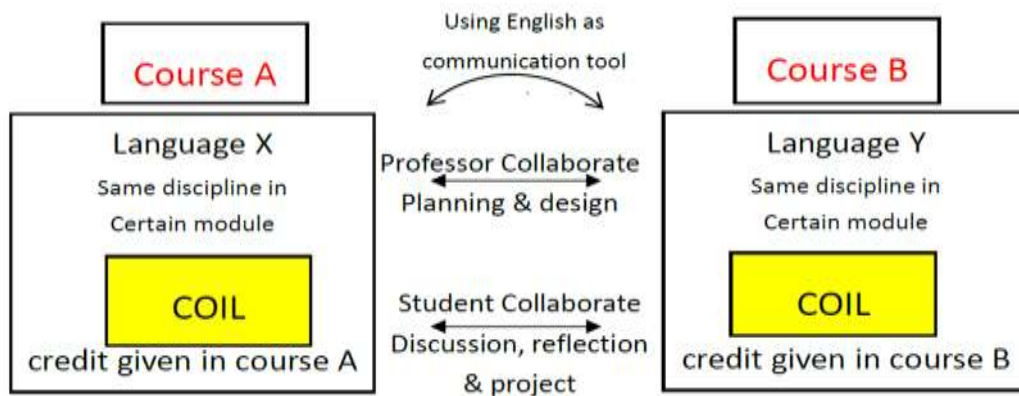 Course A
Language X
Same discipline in
Certain module
COIL
credit given in course A
Using English as
communication tool
Professor Collaborate
Planning & design
Student Collaborate
Discussion, reflection
& project
Course B
Language Y
Same discipline in
Certain module
COIL
credit given in course B